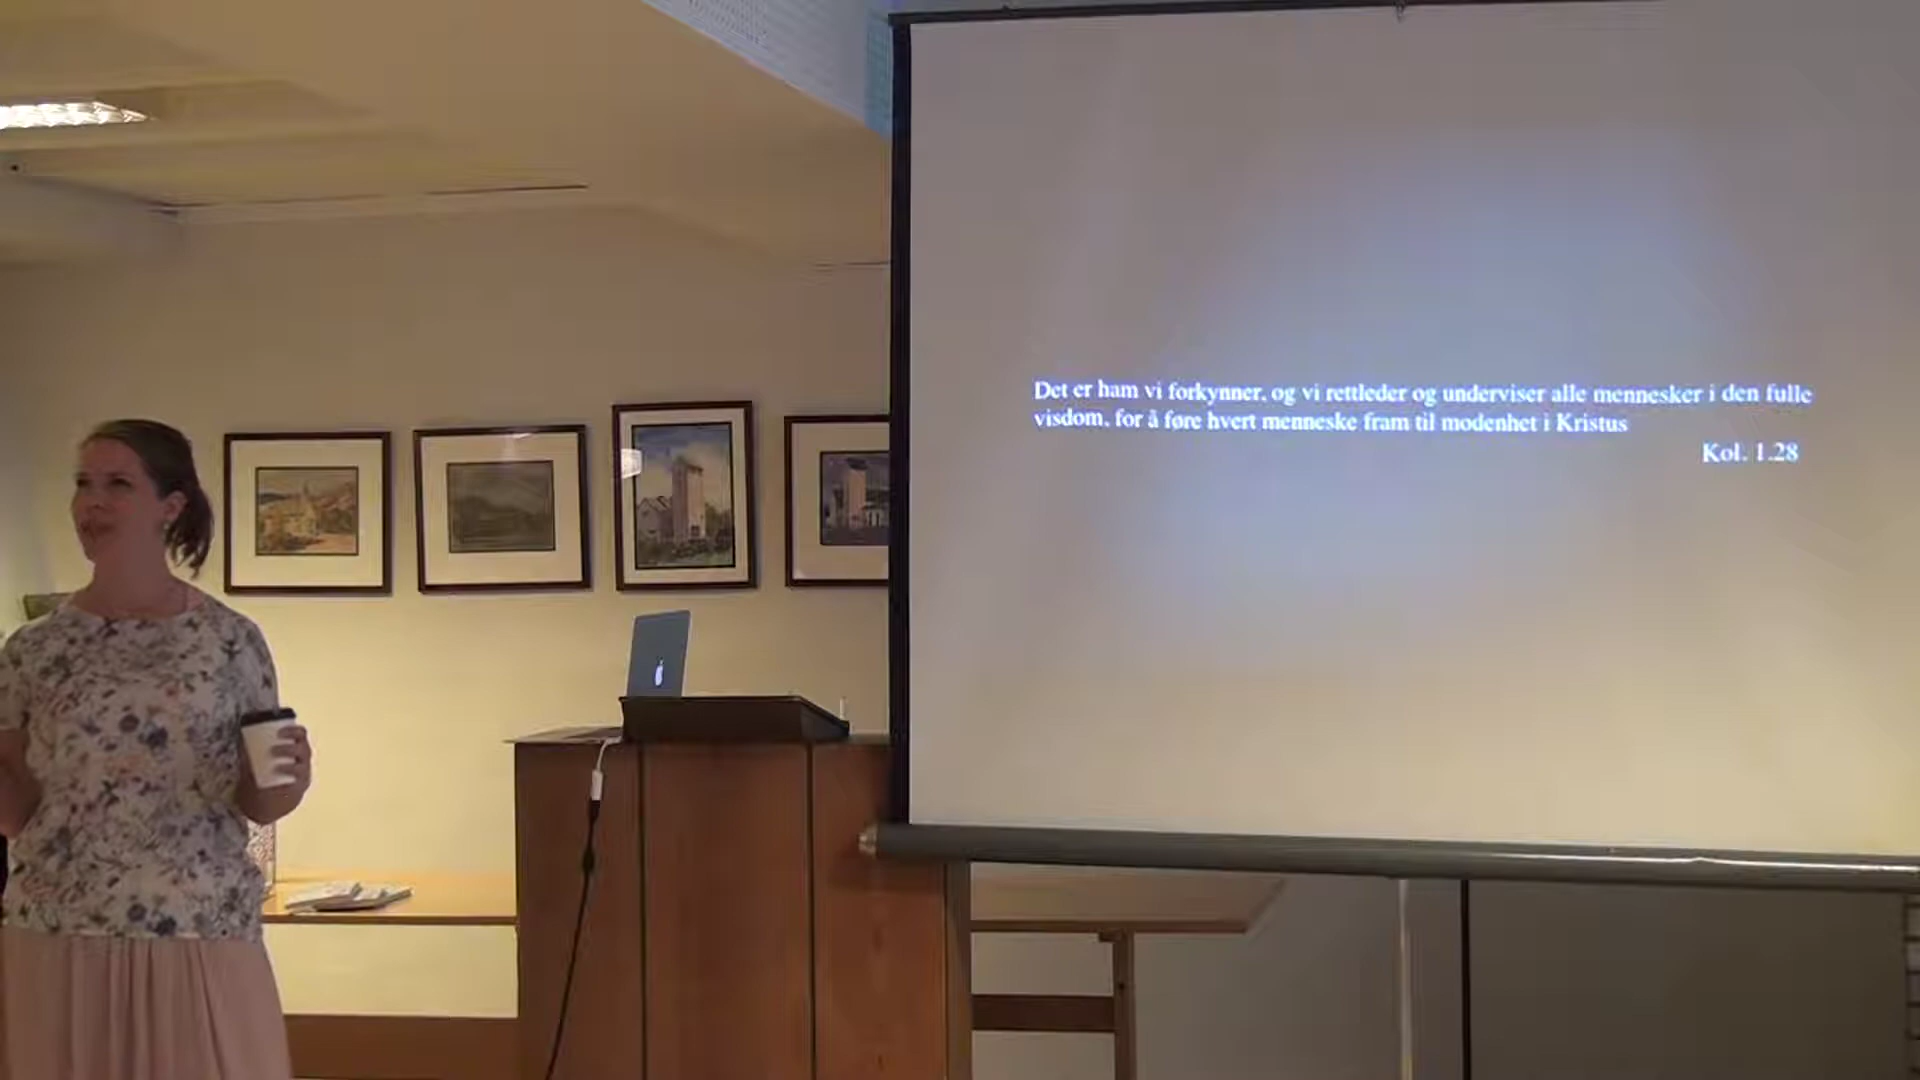 Det er ham vi forkynner, og vi rettleder og underviser alle mennesker i den fulle
visdom, for å føre hvert menneske fram til modenhet i Kristus
Kol. 1.28